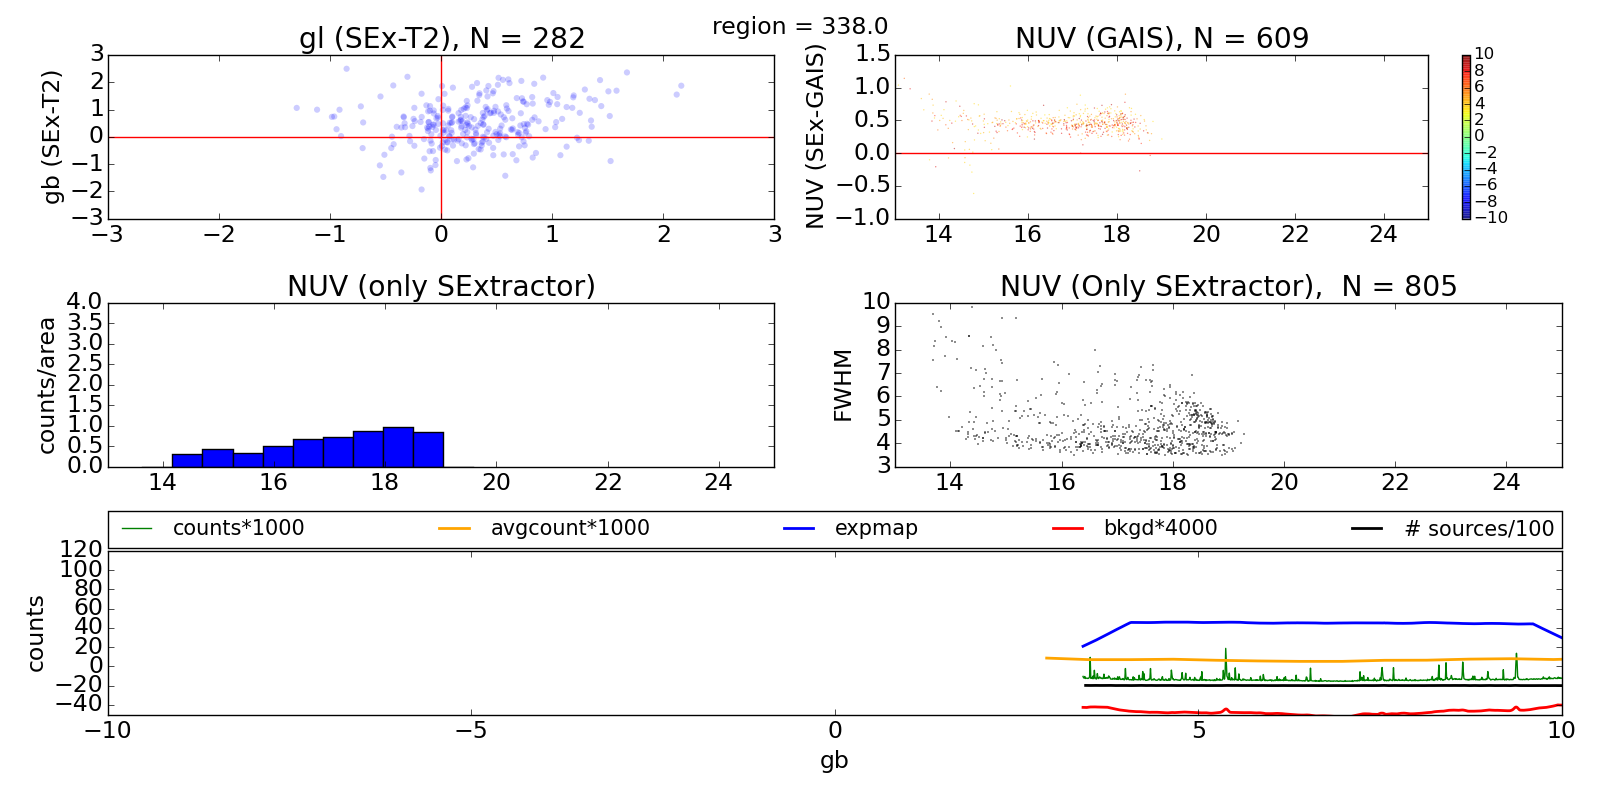 region = 338.0
gl (SEx-T2), N = 282
gb (SEx-T2)
3
2
1
0
−1
−2
−3
−3 −2 −1 0 1 2 3
NUV (GAIS), N = 609
NUV (SEx-GAIS)
1.5
1.0
0.5
0.0
−0.5
−1.0
14 16 18 20 22 24
10
8
6
4
2
0
−2
−4
−6
−8
−10
NUV (only SExtractor)
counts/area
4.0
3.5
3.0
2.5
2.0
1.5
1.0
0.5
0.0
14 16 18 20 22 24
NUV (Only SExtractor), N = 805
FWHM
10
9
8
7
6
5
4
3
14 16 18 20 22 24
counts*1000 avgcount*1000 expmap bkgd*4000 # sources/100
counts
120
100
80
60
40
20
0
−20
−40
−10 −5 0 5 10
gb